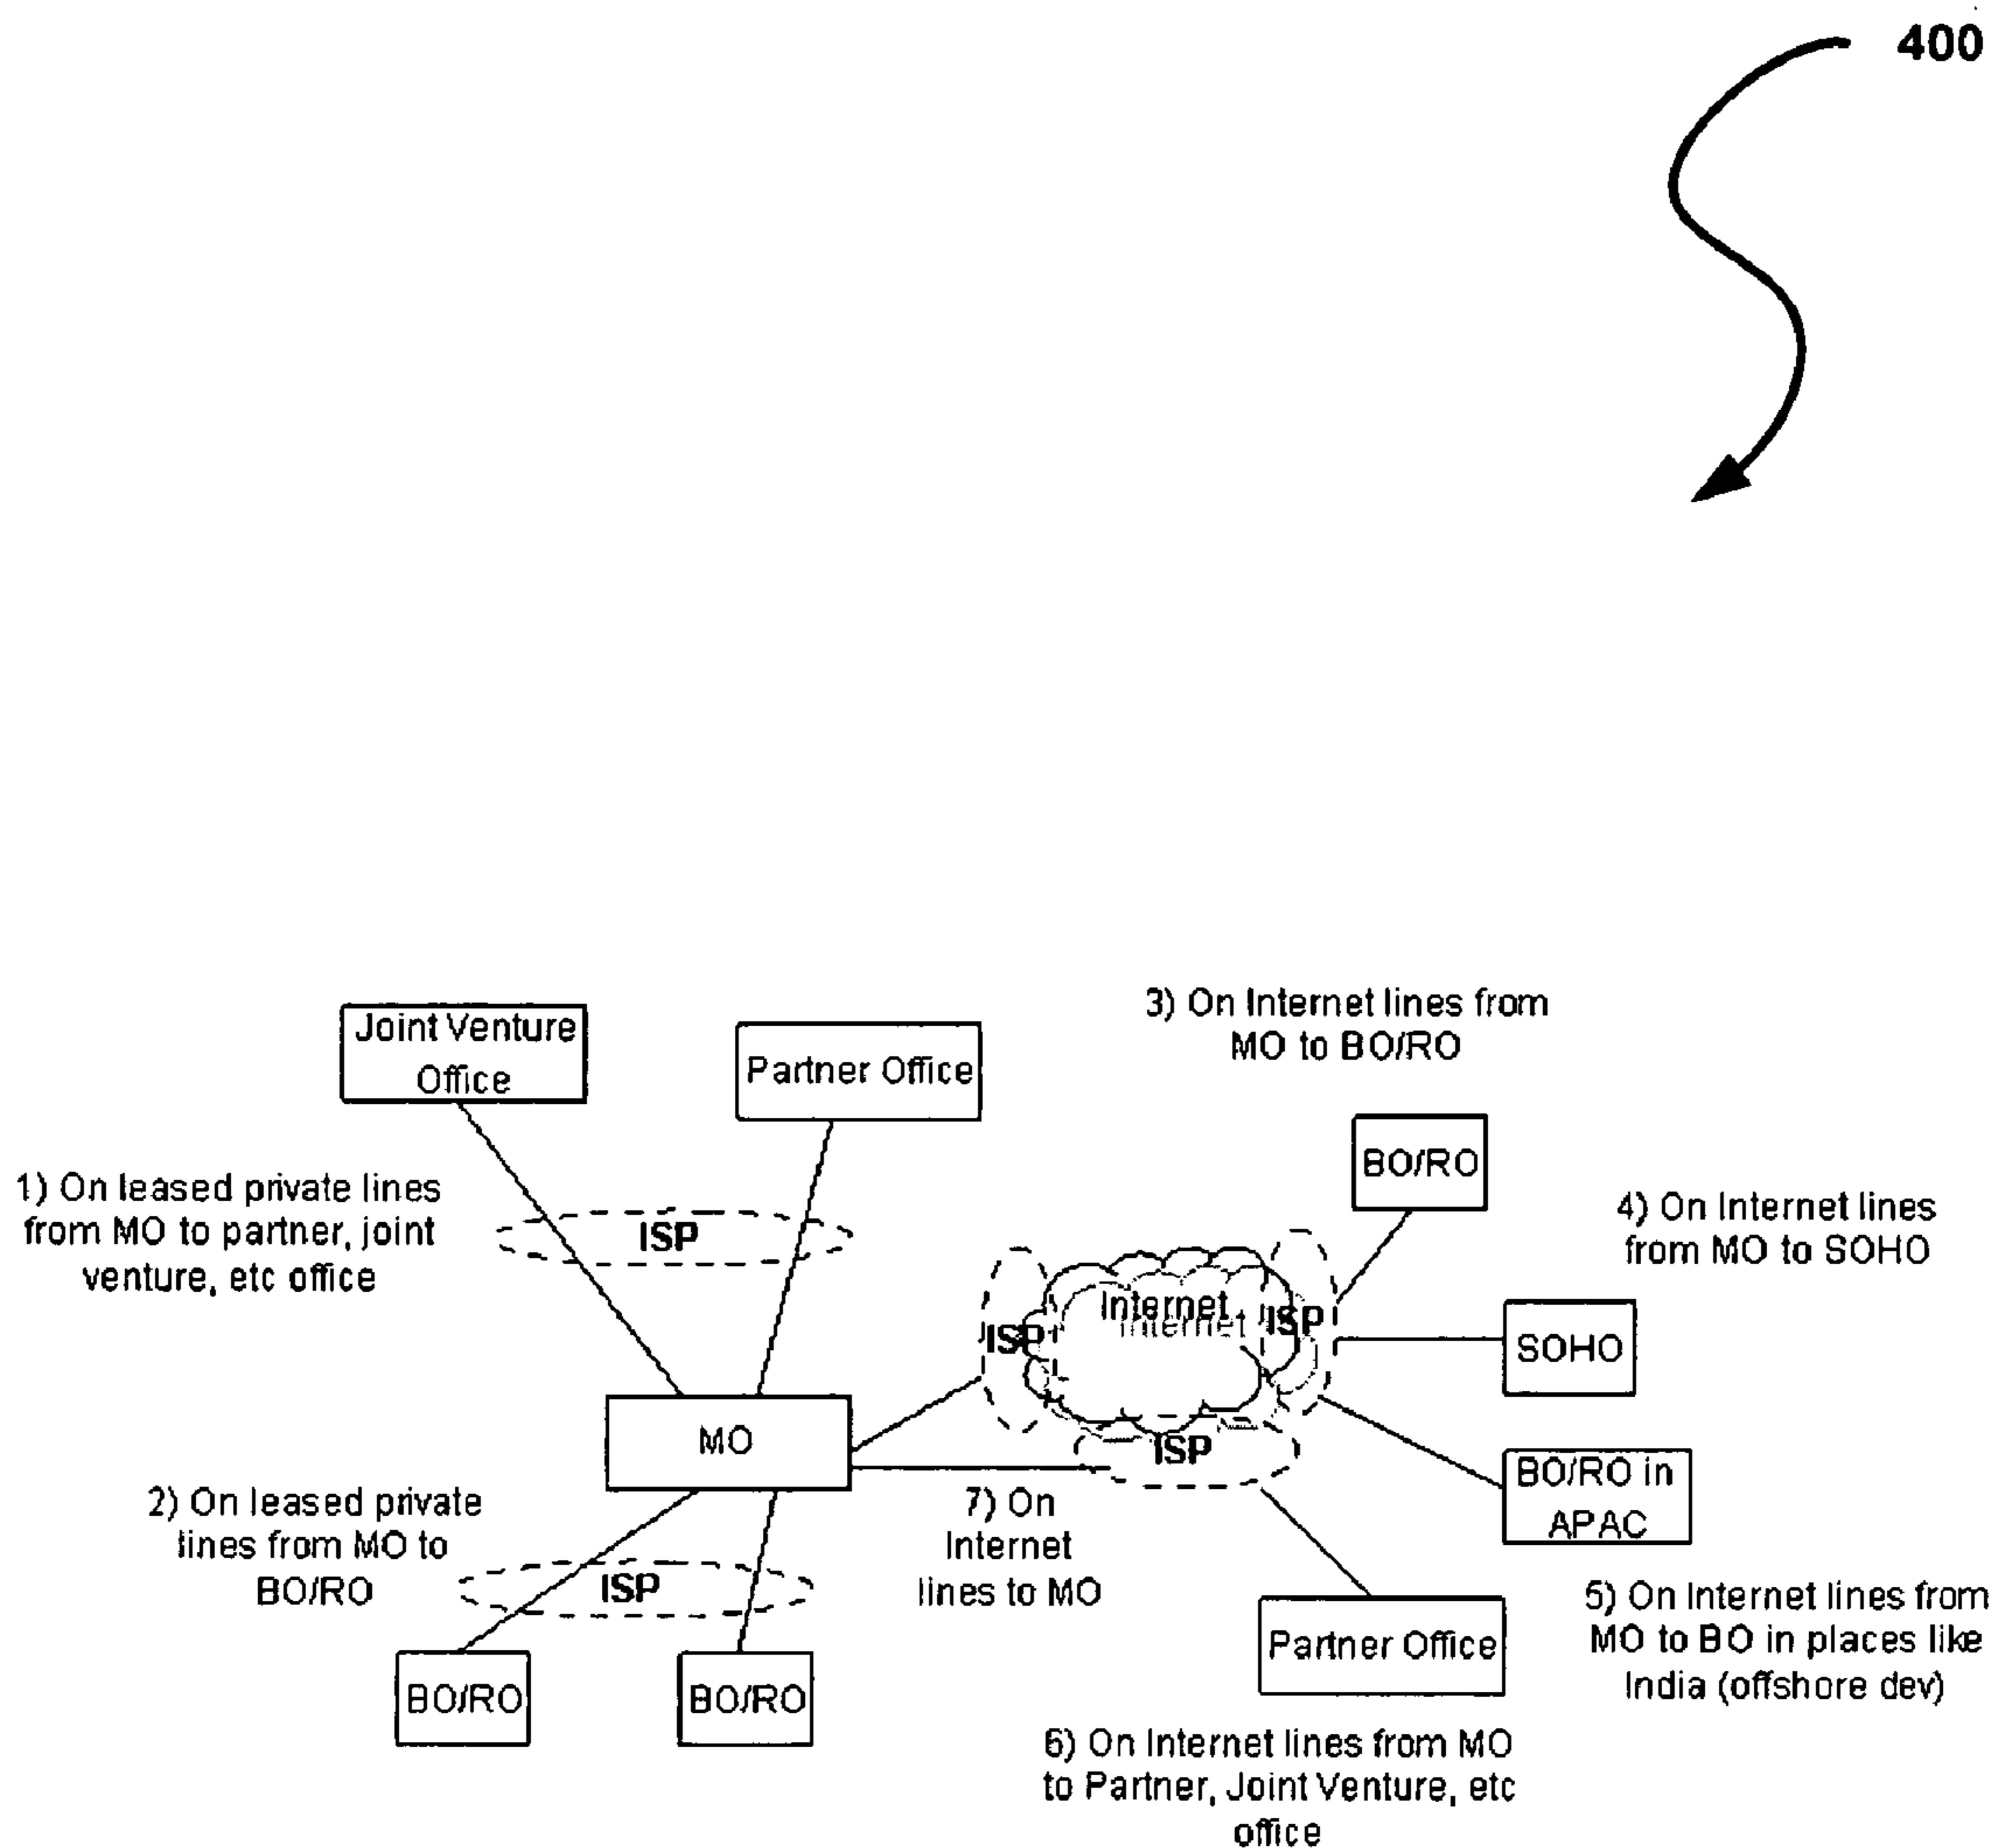 400
Joint Venture
Office
Partner Office
3) On Internet lines from
MO to BO/RO
BO/RO
1) On leased private lines
from MO to partner, joint
venture, etc office
ISP
4) On Internet lines
from MO to SOHO
Internet
Internet
ISP
ISP
SOHO
MO
ISP
BO/RO in
APAC
2) On leased private
lines from MO to
BO/RO
ISP
7) On
Internet
lines to MO
BO/RO
BO/RO
Partner Office
5) On Internet lines from
MO to BO in places like
India (offshore dev)
6) On Internet lines from MO
to Partner, Joint Venture, etc
office